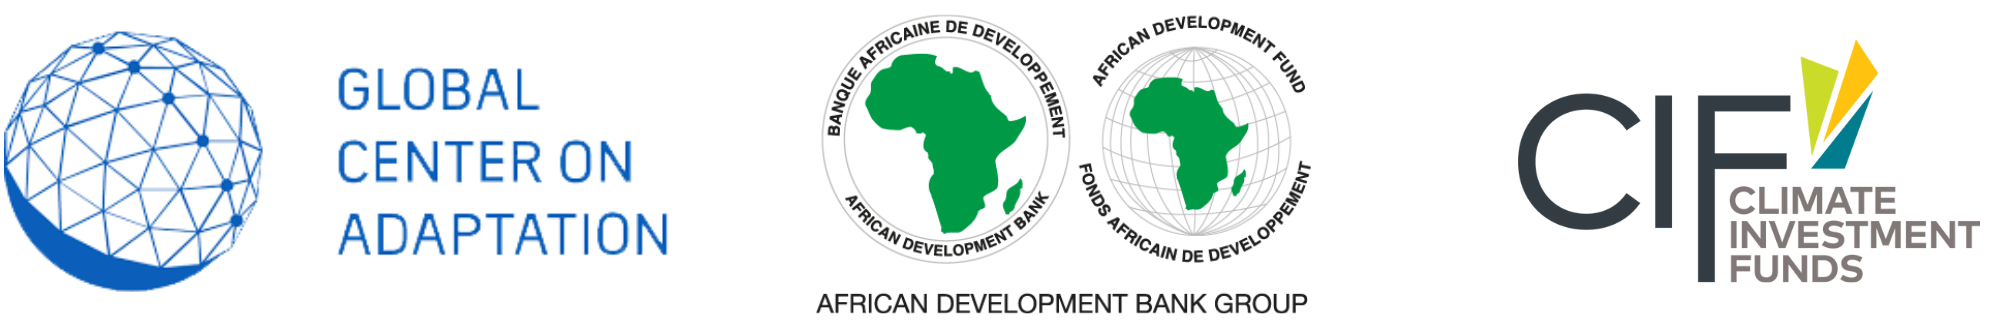 GLOBAL
CENTER ON
ADAPTATION
BANQUE AFRICAINE DE DEVELOPPEMENT
AFRICAN DEVELOPMENT BANK
AFRICAN DEVELOPMENT FUND
FONDS AFRICAIN DE DEVELOPPEMENT
AFRICAN DEVELOPMENT BANK GROUP
CIF
CLIMATE
INVESTMENT
FUNDS